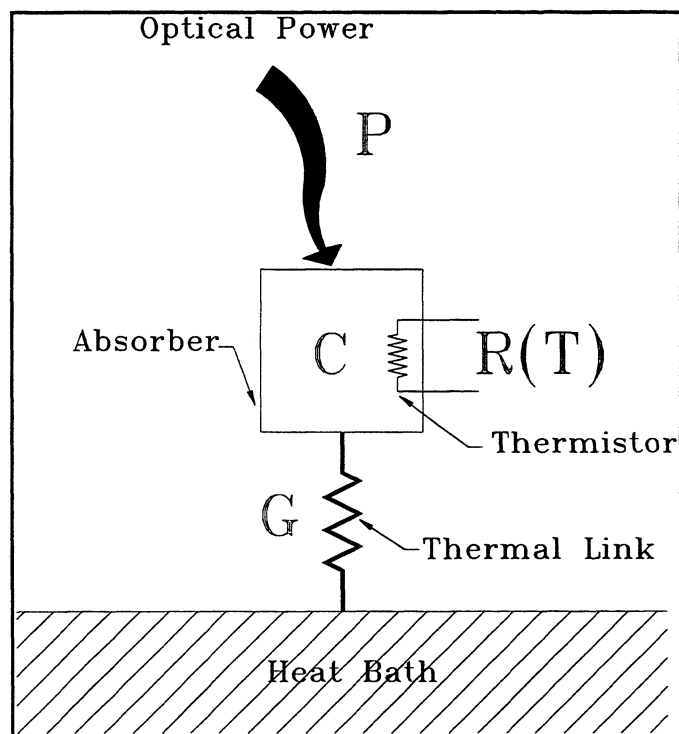 Optical Power
P
Absorber
C
R(T)
Thermistor
G
Thermal Link
Heat Bath